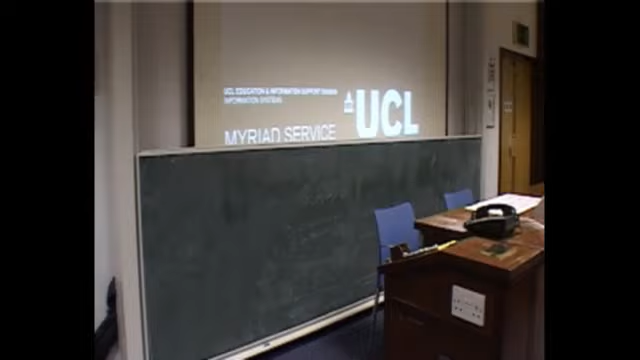 UCL EDUCATION & INFORMATION SUPPORT DIVISION
INFORMATION SYSTEMS
UCL
MYRIAD SERVICE